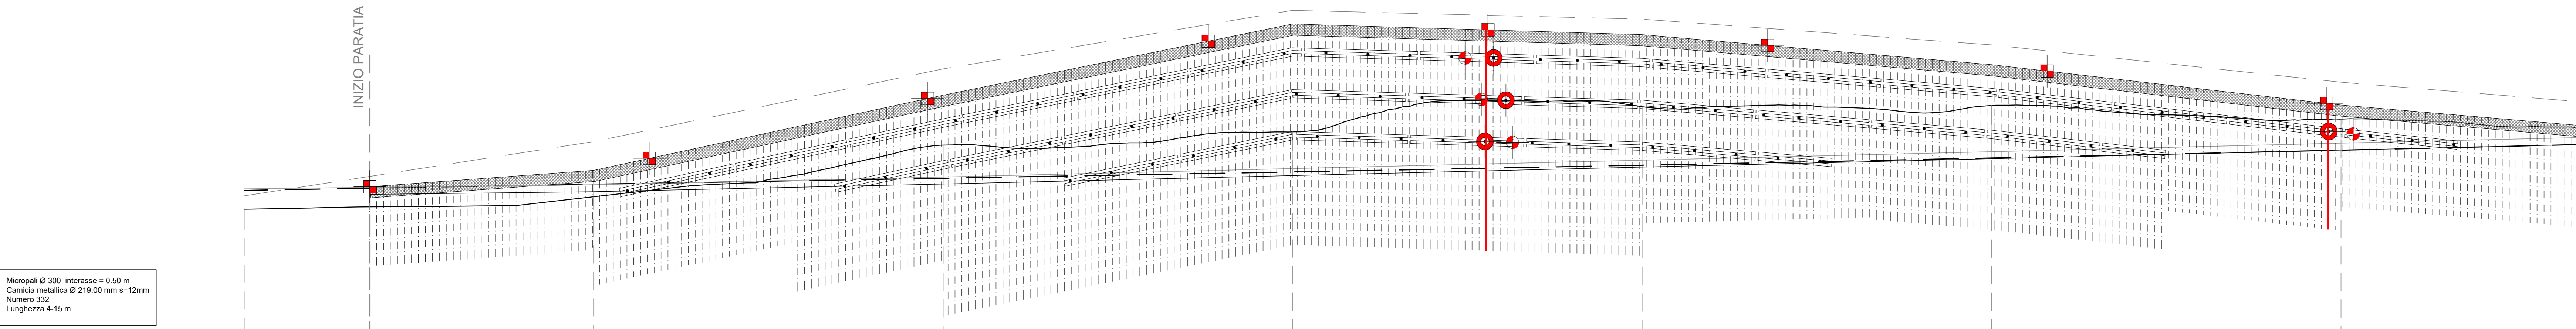 INIZIO PARATIA
Micropali Ø 300 interasse = 0.50 m
Camicia metallica Ø 219.00 mm s=12mm
Numero 332
Lunghezza 4-15 m